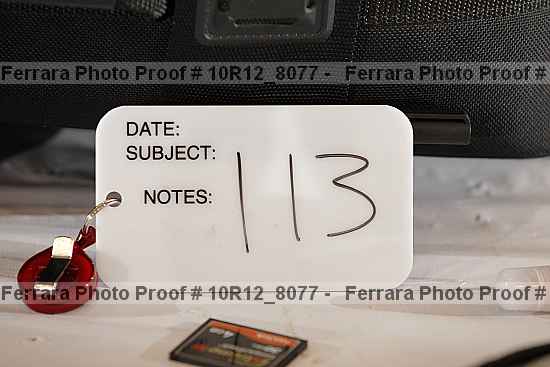 Ferrara Photo Proof # 10R12_8077 - Ferrara Photo Proof #
DATE:
SUBJECT:
113
NOTES:
Ferrara Photo Proof # 10R12_8077 - Ferrara Photo Proof #